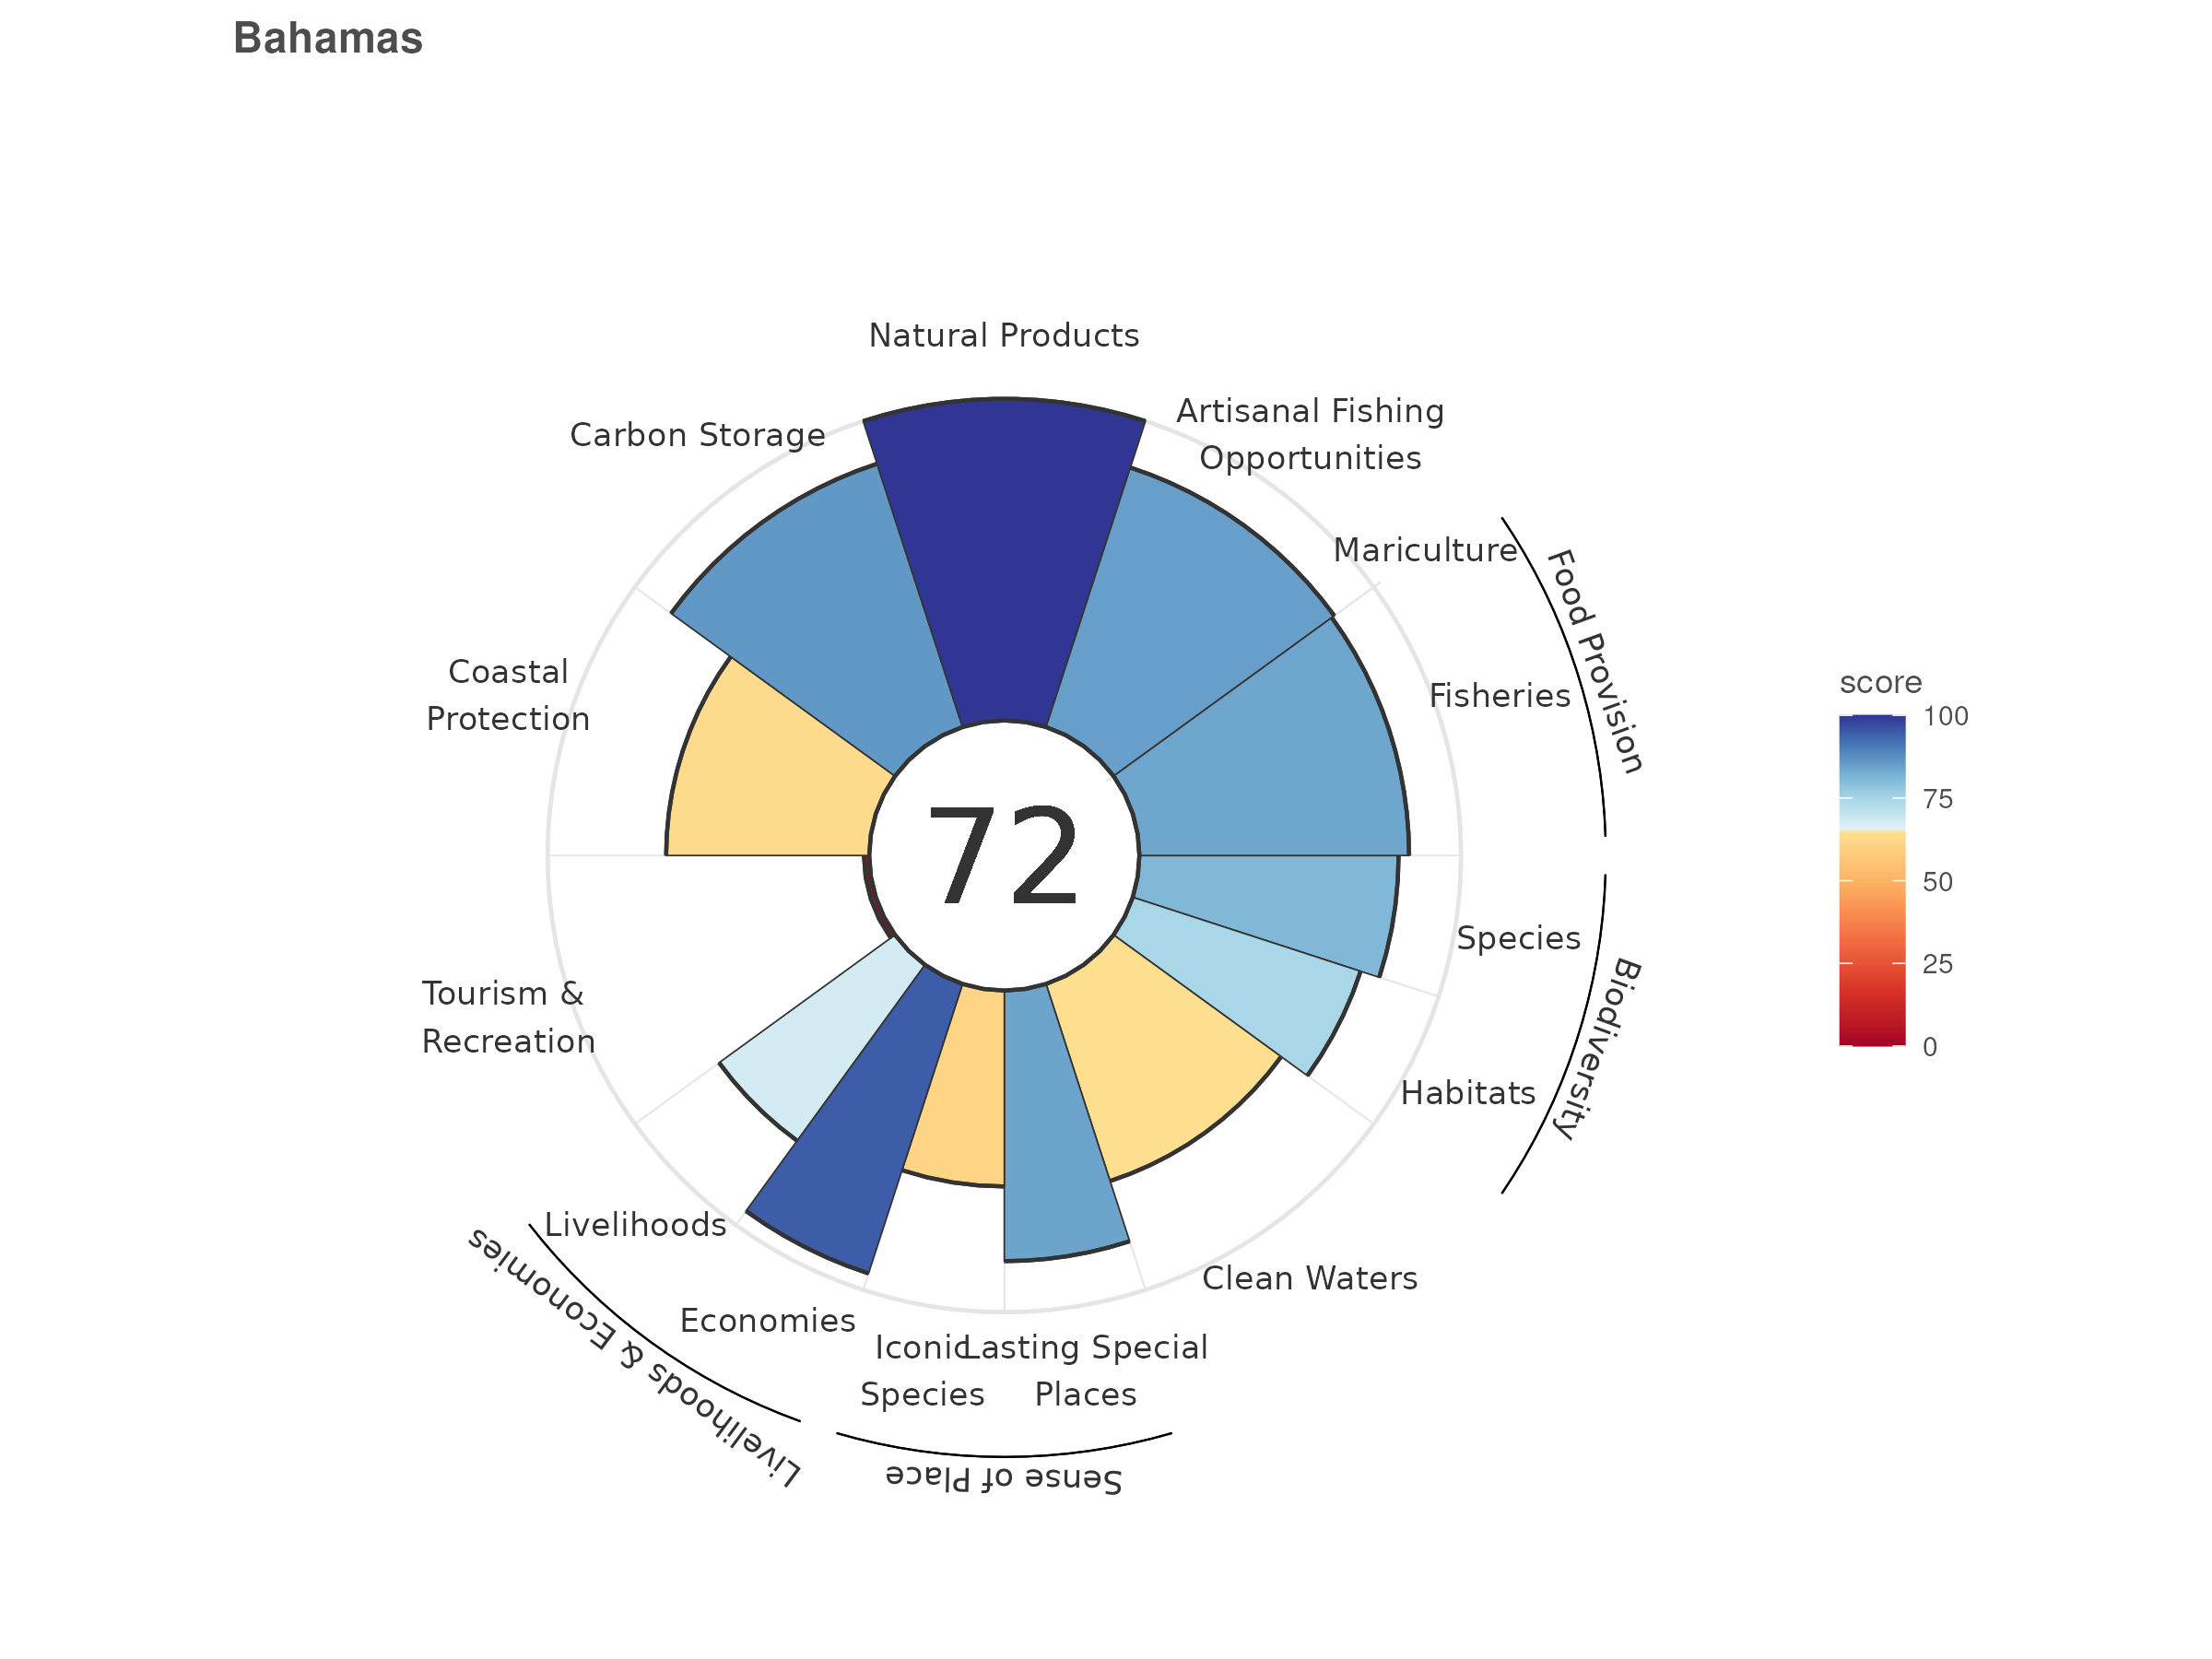 Bahamas
Natural Products
Carbon Storage
Artisanal Fishing
Opportunities
Mariculture
Food Provision
Fisheries
Coastal
Protection
72
Species
Biodiversity
Habitats
Tourism &
Recreation
Livelihoods
Livelihoods & Economies
Economies
Clean Waters
Iconic
Species
Lasting Special
Places
Sense of Place
score
100
75
50
25
0